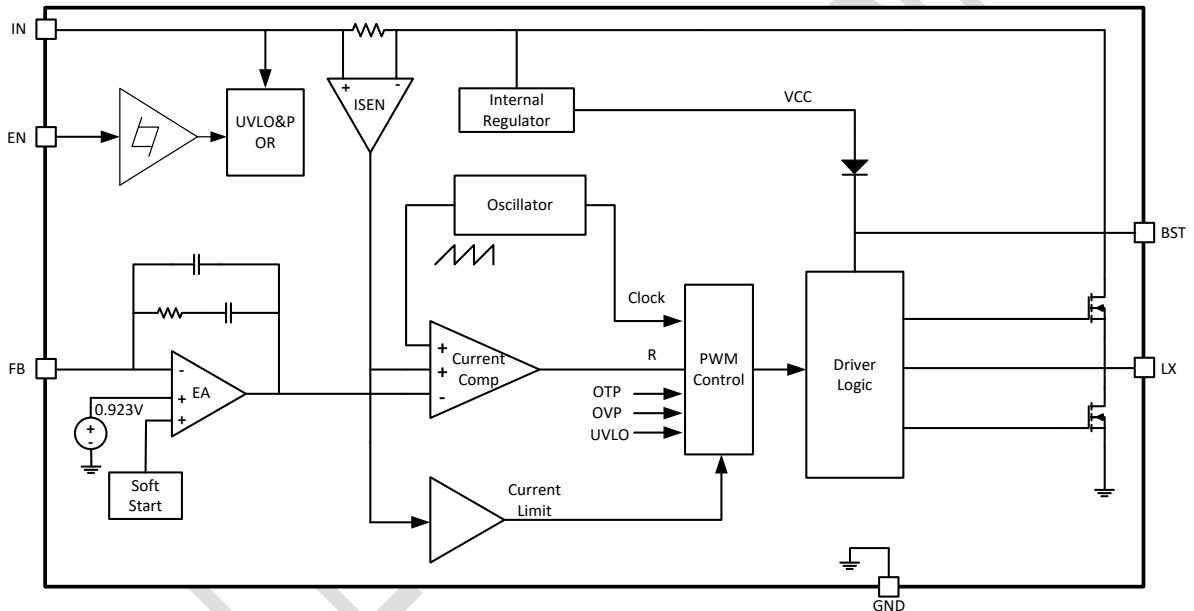 IN
+ -
ISEN
Internal
Regulator
VCC
EN
UVLO&P
OR
Oscillator
BST
Clock
FB
-
+
+
EA
0.923V
+
-
Soft
Start
+
+
-
Current
Comp
R
PWM
Control
OTP
OVP
UVLO
Driver
Logic
LX
Current
Limit
GND